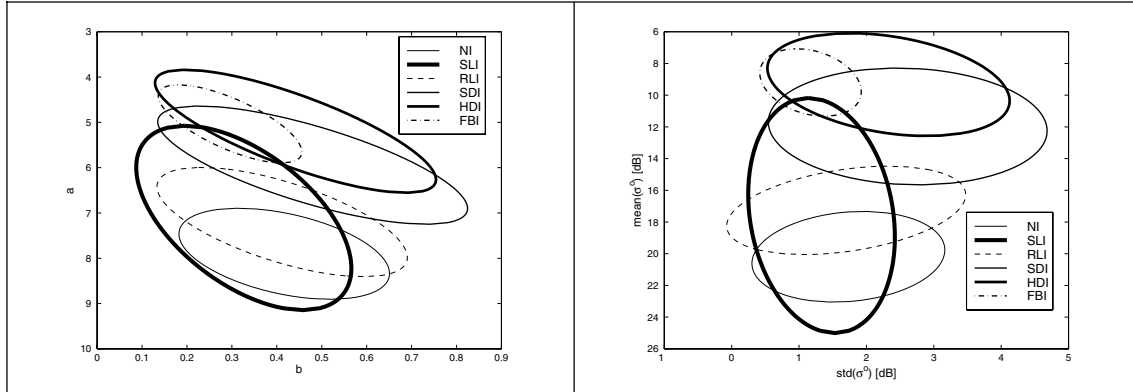 3
4
5
6
7
8
9
10
a
0 0.1 0.2 0.3 0.4 0.5 0.6 0.7 0.8 0.9
b
NI
SLI
RLI
SDI
HDI
FBI
6
8
10
12
14
16
18
20
22
24
26
mean(σ°) [dB]
1 0 1 2 3 4 5
std(σ°) [dB]
NI
SLI
RLI
SDI
HDI
FBI